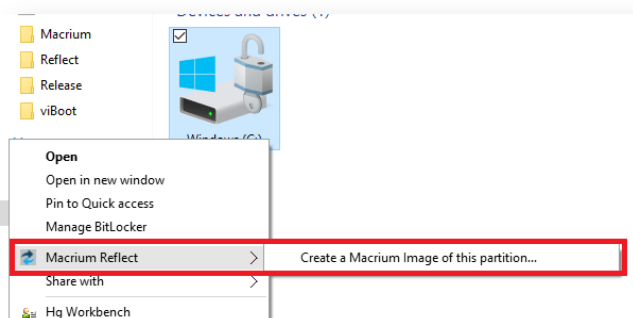 Devices and drives (1)
Macrium
Reflect
Release
viBoot
Windows (C:)
Open
Open in new window
Pin to Quick access
Manage BitLocker
Macrium Reflect
Create a Macrium Image of this partition...
Share with
Hg Workbench